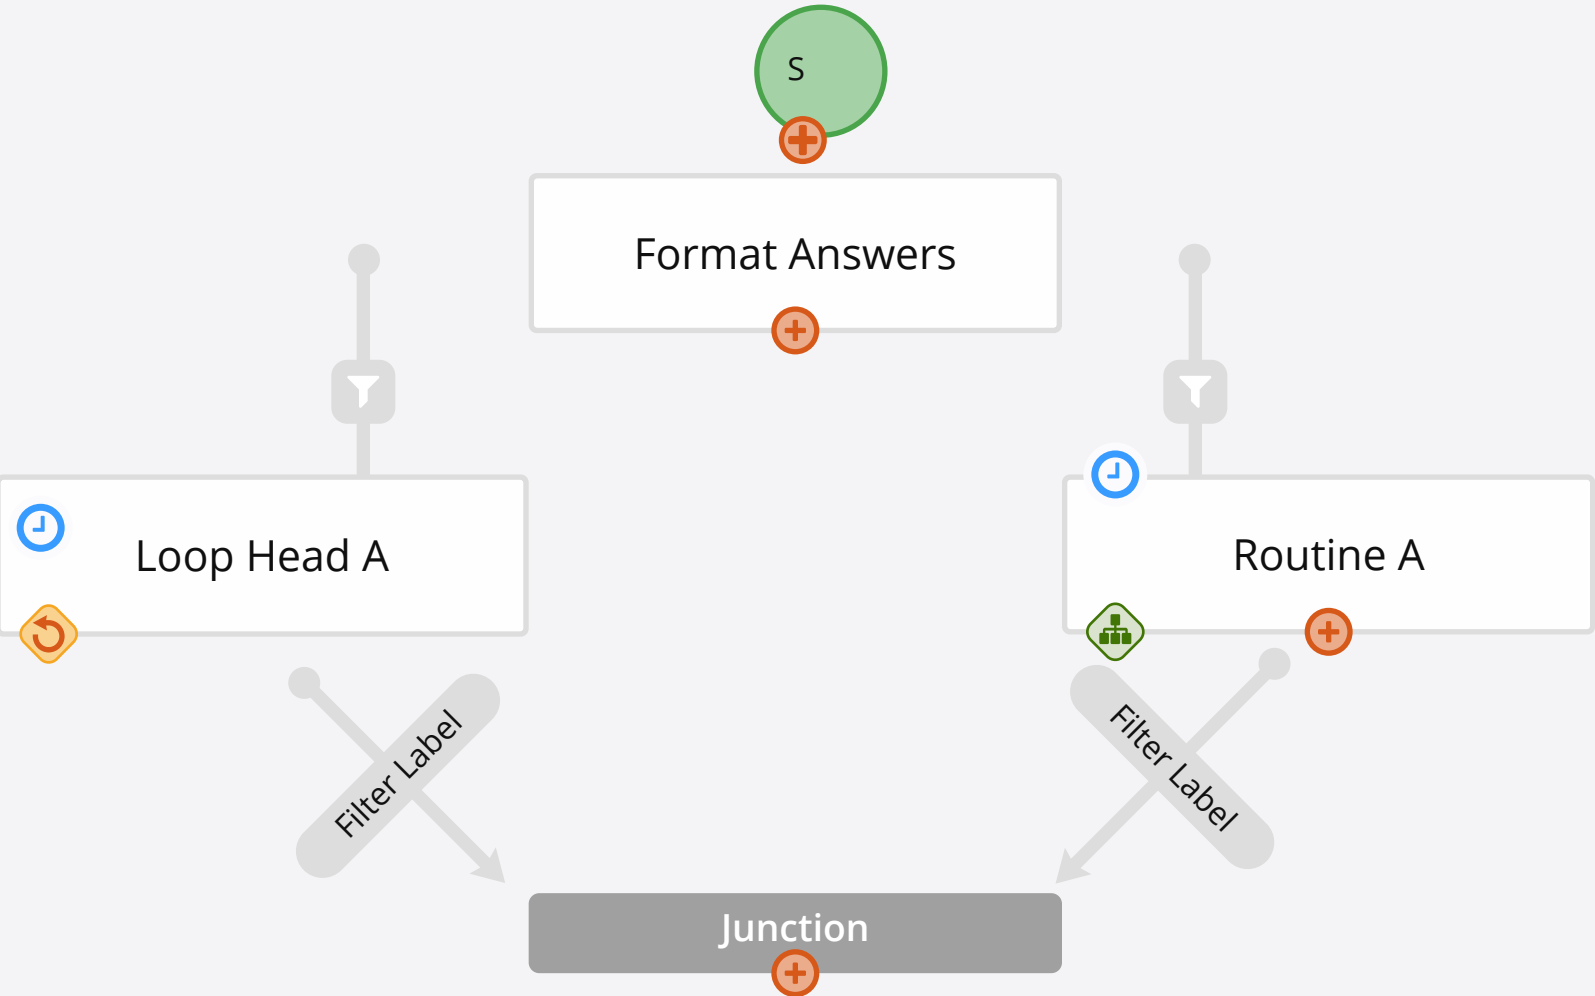 S
Format Answers
Loop Head A
Routine A
Filter Label
Filter Label
Junction